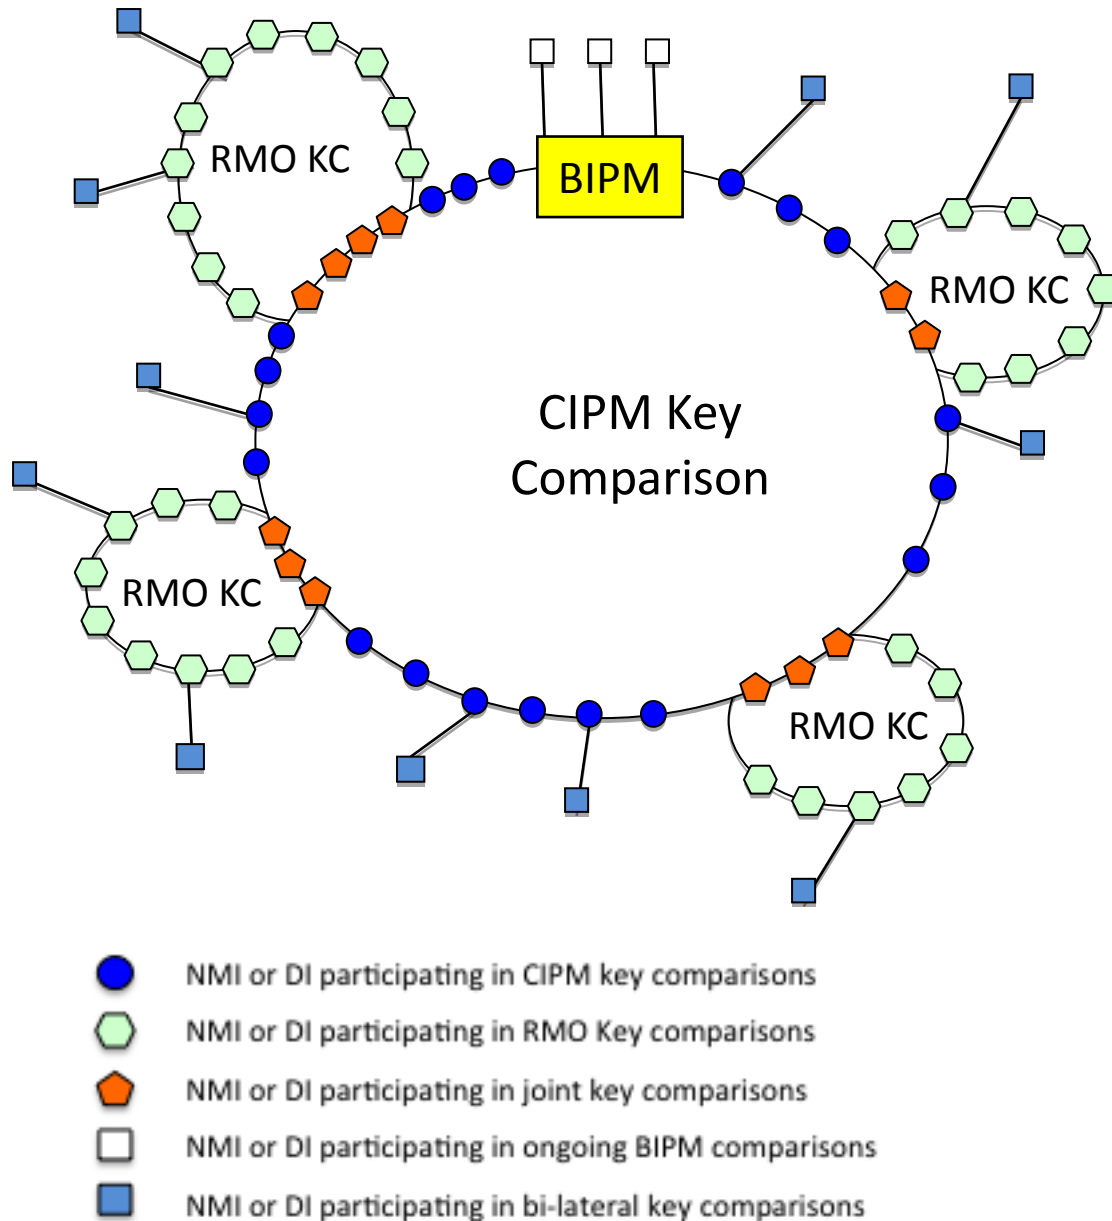 RMO KC
BIPM
RMO KC
CIPM Key
Comparison
RMO KC
RMO KC
NMI or DI participating in CIPM key comparisons
NMI or DI participating in RMO Key comparisons
NMI or DI participating in joint key comparisons
NMI or DI participating in ongoing BIPM comparisons
NMI or DI participating in bi-lateral key comparisons